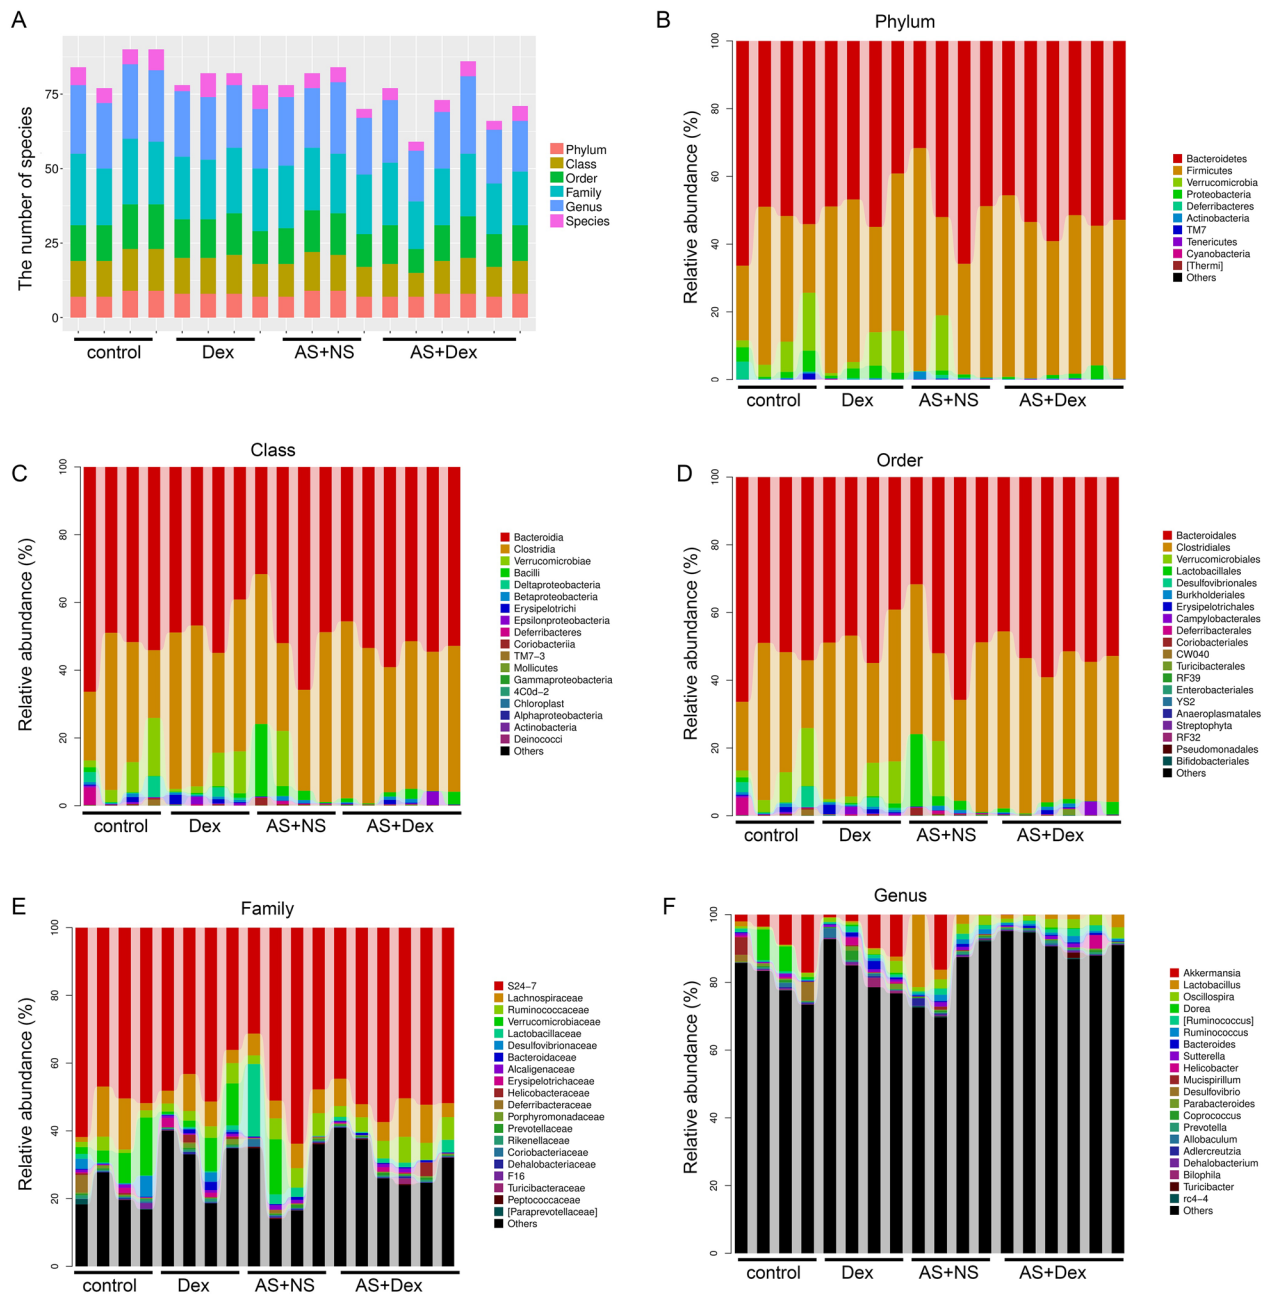 A
The number of species
75
50
25
0
control
Dex
AS+NS
AS+Dex
Phylum
Class
Order
Family
Genus
Species
B
Phylum
Relative abundance (%)
100
80
60
40
20
0
control
Dex
AS+NS
AS+Dex
Bacteroidetes
Firmicutes
Verrucomicrobia
Proteobacteria
Deferribacteres
Actinobacteria
TM7
Tenericutes
Cyanobacteria
[Thermi]
Others
C
Class
Relative abundance (%)
100
80
60
40
20
0
control
Dex
AS+NS
AS+Dex
Bacteroidia
Clostridia
Verrucomicrobiae
Bacilli
Deltaproteobacteria
Betaproteobacteria
Erysipelotrichi
Epsilonproteobacteria
Deferribacteres
Coriobacteriia
TM7-3
Mollicutes
Gammaproteobacteria
4C0d-2
Chloroplast
Alphaproteobacteria
Actinobacteria
Deinococci
Others
D
Order
Relative abundance (%)
100
80
60
40
20
0
control
Dex
AS+NS
AS+Dex
Bacteroidales
Clostridiales
Verrucomicrobiales
Lactobacillales
Desulfovibrionales
Burkholderiales
Erysipelotrichales
Campylobacterales
Deferribacterales
Coriobacteriales
CW040
Turicibacterales
RF39
Enterobacteriales
YS2
Anaeroplasmatales
Streptophyta
RF32
Pseudomonadales
Bifidobacteriales
Others
E
Family
Relative abundance (%)
100
80
60
40
20
0
control
Dex
AS+NS
AS+Dex
S24-7
Lachnospiraceae
Ruminococcaceae
Verrucomicrobiaceae
Lactobacillaceae
Desulfovibrionaceae
Bacteroidaceae
Alcaligenaceae
Erysipelotrichaceae
Helicobacteraceae
Deferribacteraceae
Porphyromonadaceae
Prevotellaceae
Rikenellaceae
Coriobacteriaceae
Dehalobacteriaceae
F16
Turicibacteraceae
Peptococcaceae
[Paraprevotellaceae]
Others
F
Genus
Relative abundance (%)
100
80
60
40
20
0
control
Dex
AS+NS
AS+Dex
Akkermansia
Lactobacillus
Oscillospira
Dorea
[Ruminococcus]
Ruminococcus
Bacteroides
Sutterella
Helicobacter
Mucispirillum
Desulfovibrio
Parabacteroides
Coprococcus
Prevotella
Allobaculum
Adlercreutzia
Dehalobacterium
Bilophila
Turicibacter
rc4-4
Others